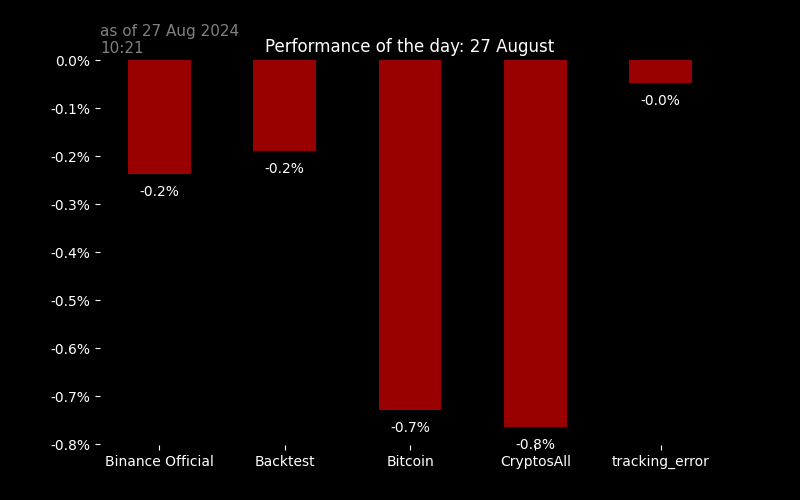 as of 27 Aug 2024
10:21
Performance of the day: 27 August
0.0%
-0.1%
-0.2%
-0.3%
-0.4%
-0.5%
-0.6%
-0.7%
-0.8%
-0.2%
-0.2%
-0.7%
-0.8%
-0.0%
Binance Official
Backtest
Bitcoin
CryptosAll
tracking_error